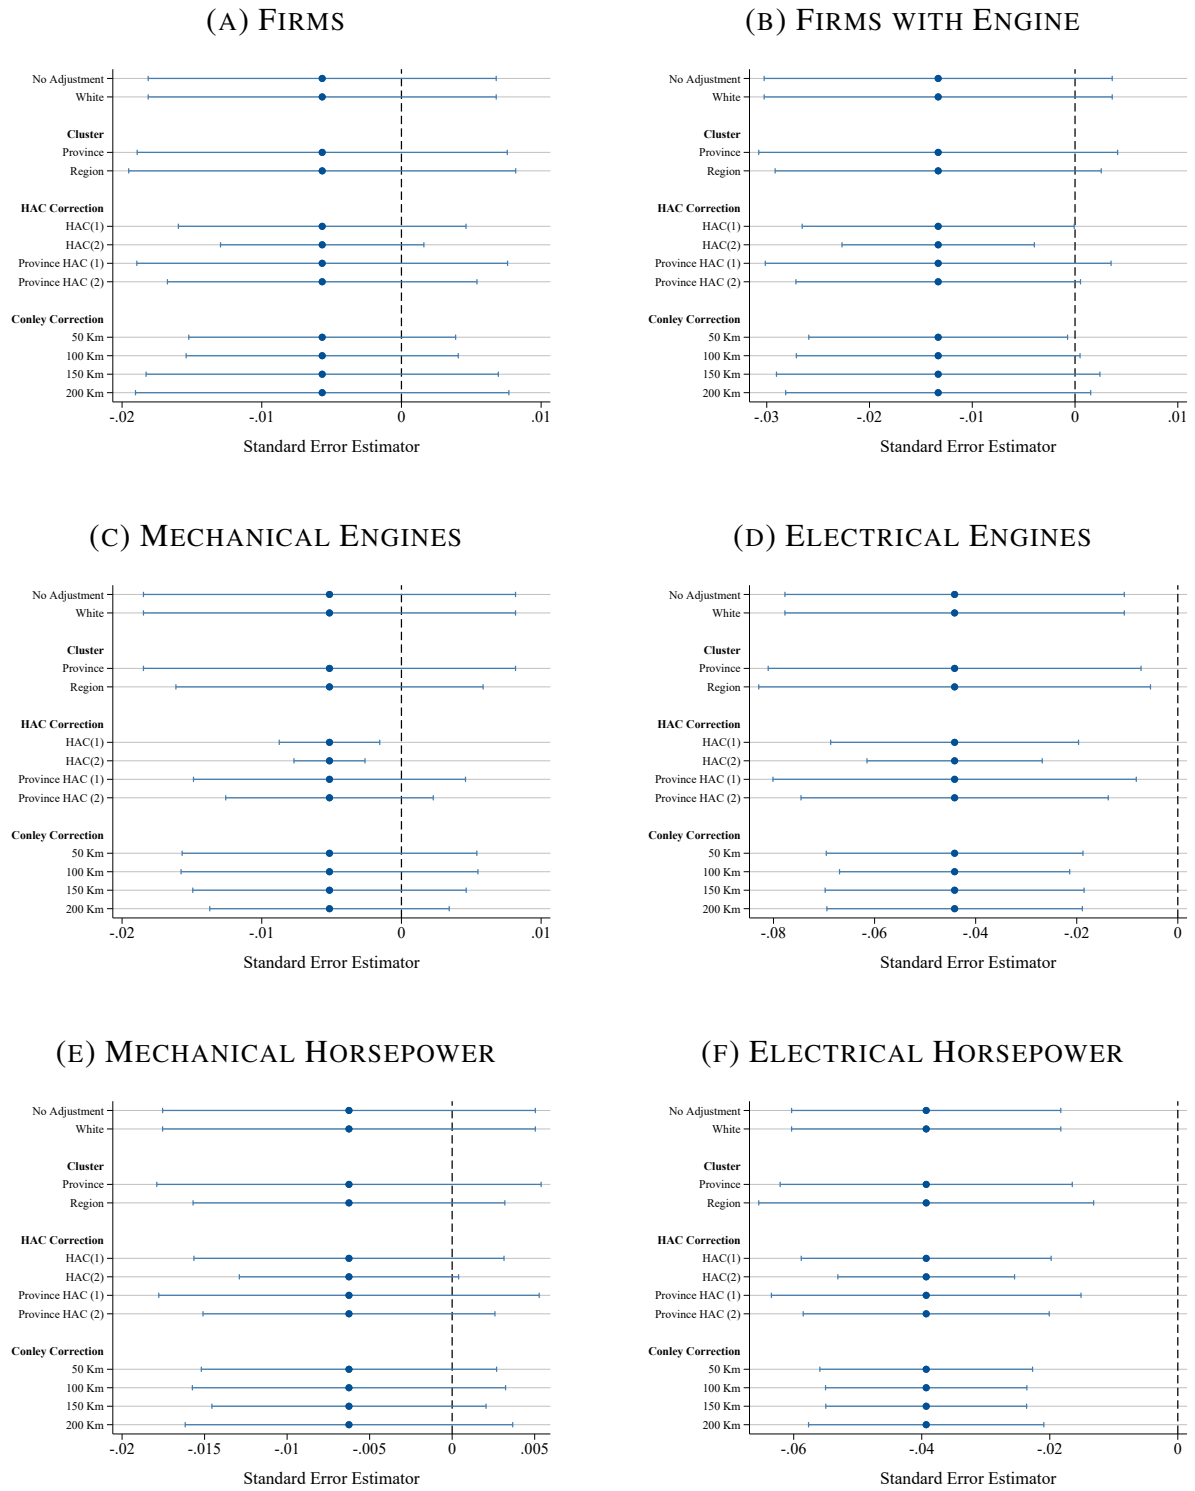 (A) FIRMS
No Adjustment
White
Cluster
Province
Region
HAC Correction
HAC(1)
HAC(2)
Province HAC (1)
Province HAC (2)
Conley Correction
50 Km
100 Km
150 Km
200 Km
-.02 -.01 0 .01
Standard Error Estimator
(B) FIRMS WITH ENGINE
No Adjustment
White
Cluster
Province
Region
HAC Correction
HAC(1)
HAC(2)
Province HAC (1)
Province HAC (2)
Conley Correction
50 Km
100 Km
150 Km
200 Km
-.03 -.02 -.01 0 .01
Standard Error Estimator
(C) MECHANICAL ENGINES
No Adjustment
White
Cluster
Province
Region
HAC Correction
HAC(1)
HAC(2)
Province HAC (1)
Province HAC (2)
Conley Correction
50 Km
100 Km
150 Km
200 Km
-.02 -.01 0 .01
Standard Error Estimator
(D) ELECTRICAL ENGINES
No Adjustment
White
Cluster
Province
Region
HAC Correction
HAC(1)
HAC(2)
Province HAC (1)
Province HAC (2)
Conley Correction
50 Km
100 Km
150 Km
200 Km
-.08 -.06 -.04 -.02 0
Standard Error Estimator
(E) MECHANICAL HORSEPOWER
No Adjustment
White
Cluster
Province
Region
HAC Correction
HAC(1)
HAC(2)
Province HAC (1)
Province HAC (2)
Conley Correction
50 Km
100 Km
150 Km
200 Km
-.02 -.015 -.01 -.005 0 .005
Standard Error Estimator
(F) ELECTRICAL HORSEPOWER
No Adjustment
White
Cluster
Province
Region
HAC Correction
HAC(1)
HAC(2)
Province HAC (1)
Province HAC (2)
Conley Correction
50 Km
100 Km
150 Km
200 Km
-.06 -.04 -.02 0
Standard Error Estimator